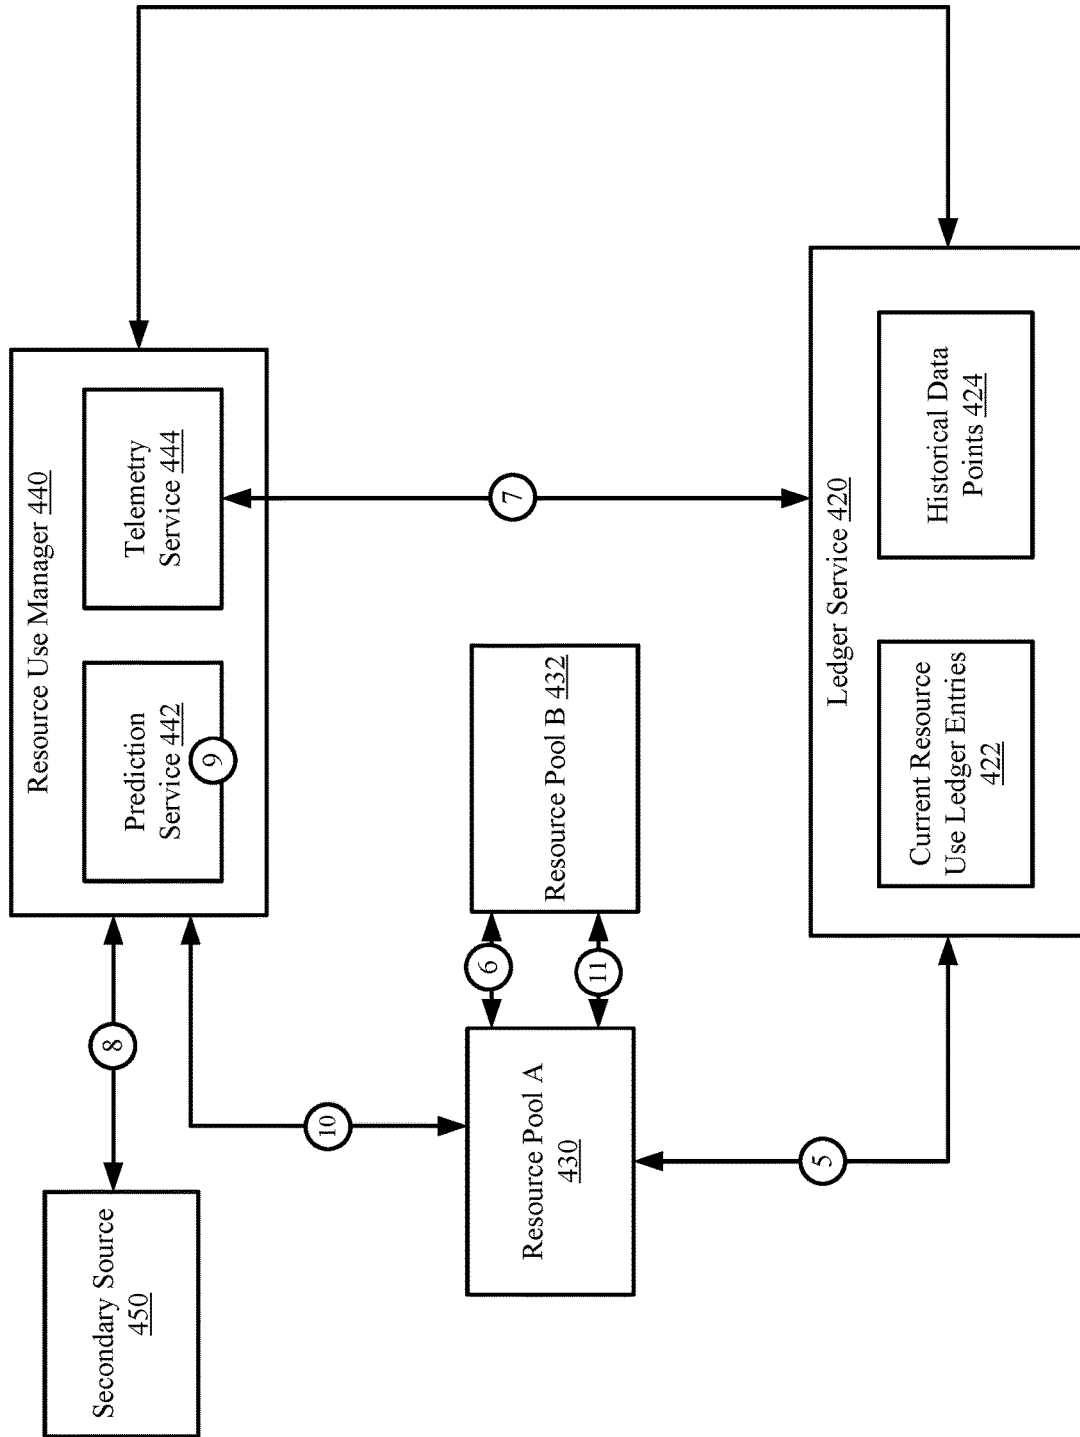 Secondary Source
450
8
Resource Use Manager 440
Prediction
Service 442
9
Telemetry
Service 444
10
Resource Pool A
430
6
11
Resource Pool B 432
7
5
Ledger Service 420
Current Resource
Use Ledger Entries
422
Historical Data
Points 424